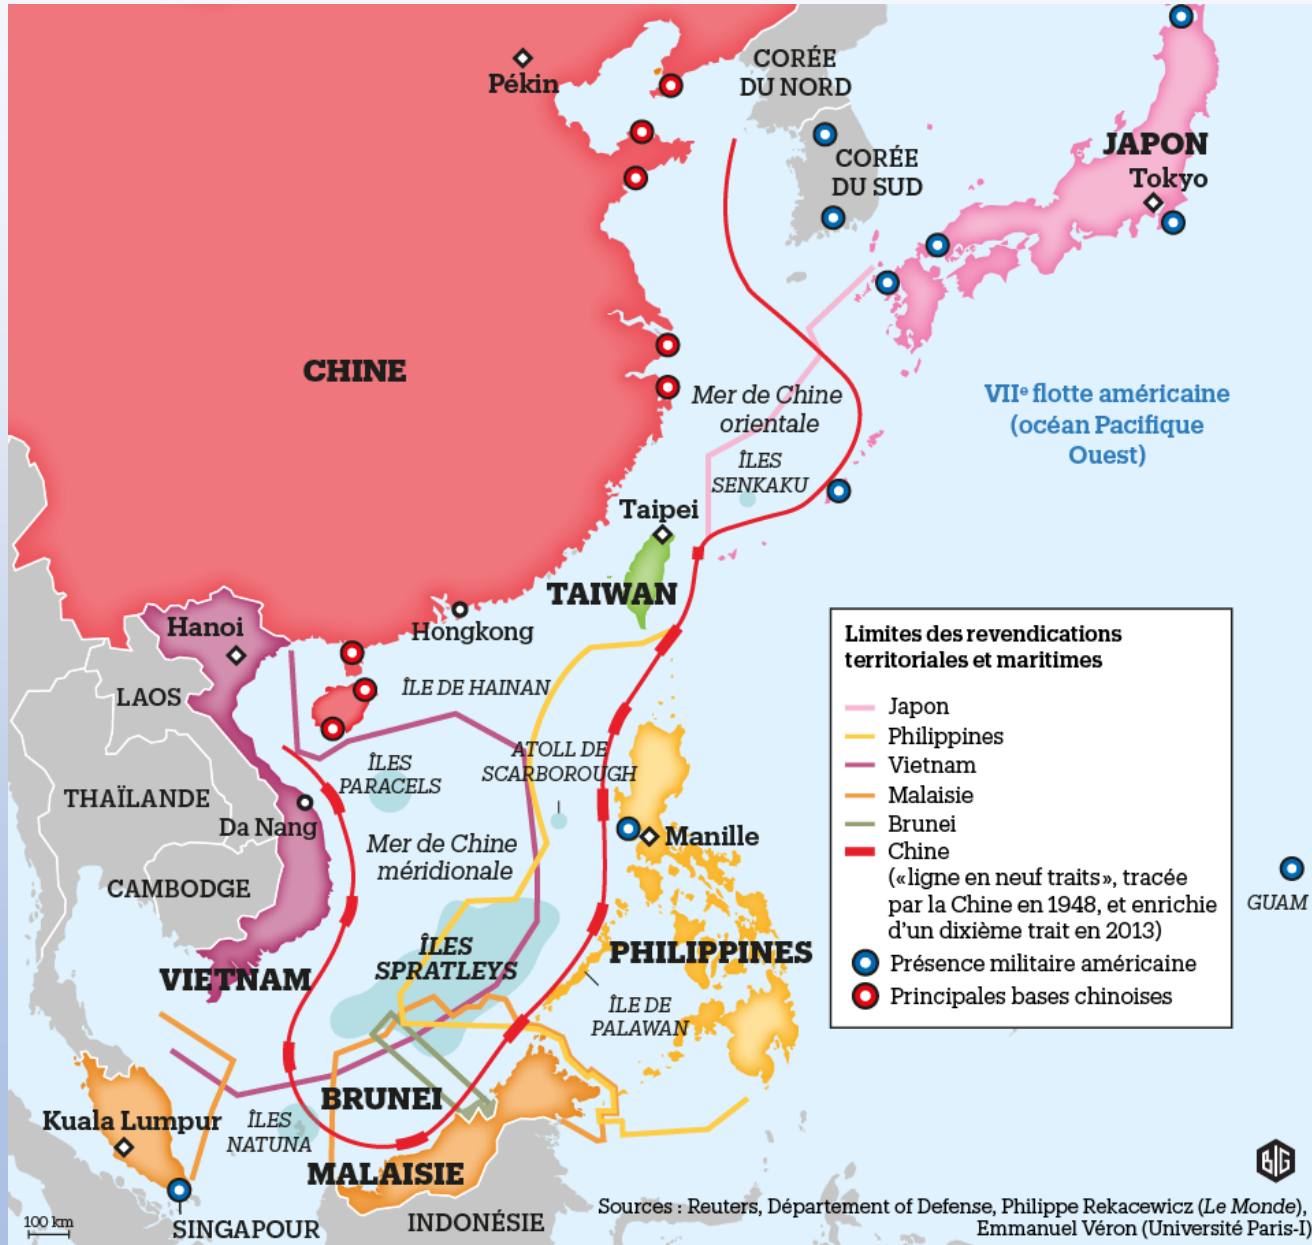 Pékin
CORÉE
DU NORD
CORÉE
DU SUD
JAPON
Tokyo
CHINE
Mer de Chine
orientale
VIIᵉ flotte américaine
(océan Pacifique
Ouest)
ÎLES
SENKAKU
Taipei
TAIWAN
Hanoi
Hongkong
LAOS
ÎLE DE HAINAN
ÎLES
PARACELS
ATOLL DE
SCARBOROUGH
THAÏLANDE
Da Nang
Mer de Chine
méridionale
Manille
CAMBODGE
VIETNAM
ÎLES
SPRATLEYS
PHILIPPINES
ÎLE DE
PALAWAN
GUAM
BRUNEI
Kuala Lumpur
ÎLES
NATUNA
MALAISIE
SINGAPOUR
INDONÉSIE
100 km
Limites des revendications
territoriales et maritimes
Japon
Philippines
Vietnam
Malaisie
Brunei
Chine
(«ligne en neuf traits», tracée
par la Chine en 1948, et enrichie
d'un dixième trait en 2013)
Présence militaire américaine
Principales bases chinoises
BIG
Sources : Reuters, Département of Defense, Philippe Rekacewicz (Le Monde),
Emmanuel Véron (Université Paris-I)